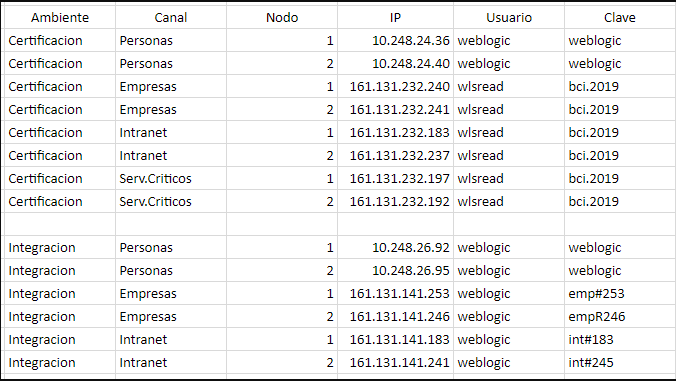 Ambiente Canal Nodo IP Usuario Clave
Certificacion Personas 1 10.248.24.36 weblogic weblogic
Certificacion Personas 2 10.248.24.40 weblogic weblogic
Certificacion Empresas 1 161.131.232.240 wlsread bci.2019
Certificacion Empresas 2 161.131.232.241 wlsread bci.2019
Certificacion Intranet 1 161.131.232.183 wlsread bci.2019
Certificacion Intranet 2 161.131.232.237 wlsread bci.2019
Certificacion Serv.Criticos 1 161.131.232.197 wlsread bci.2019
Certificacion Serv.Criticos 2 161.131.232.192 wlsread bci.2019
Integracion Personas 1 10.248.26.92 weblogic weblogic
Integracion Personas 2 10.248.26.95 weblogic weblogic
Integracion Empresas 1 161.131.141.253 weblogic emp#253
Integracion Empresas 2 161.131.141.246 weblogic empR246
Integracion Intranet 1 161.131.141.183 weblogic int#183
Integracion Intranet 2 161.131.141.241 weblogic int#245